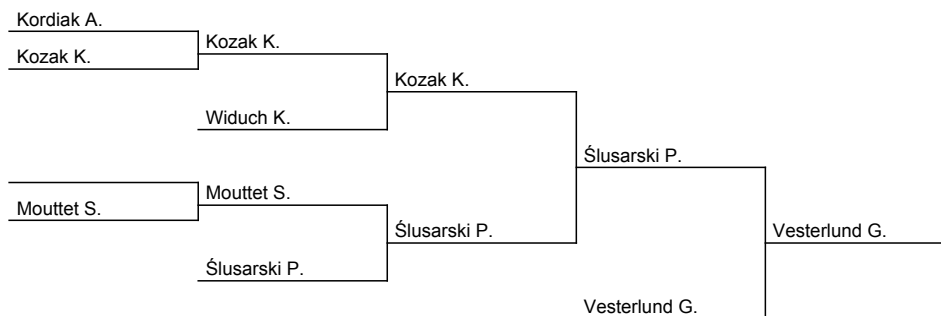 Kordiak A.
Kozak K.
Kozak K.
Kozak K.
Widuch K.
Ślusarski P.
Mouttet S.
Mouttet S.
Ślusarski P.
Vesterlund G.
Ślusarski P.
Vesterlund G.